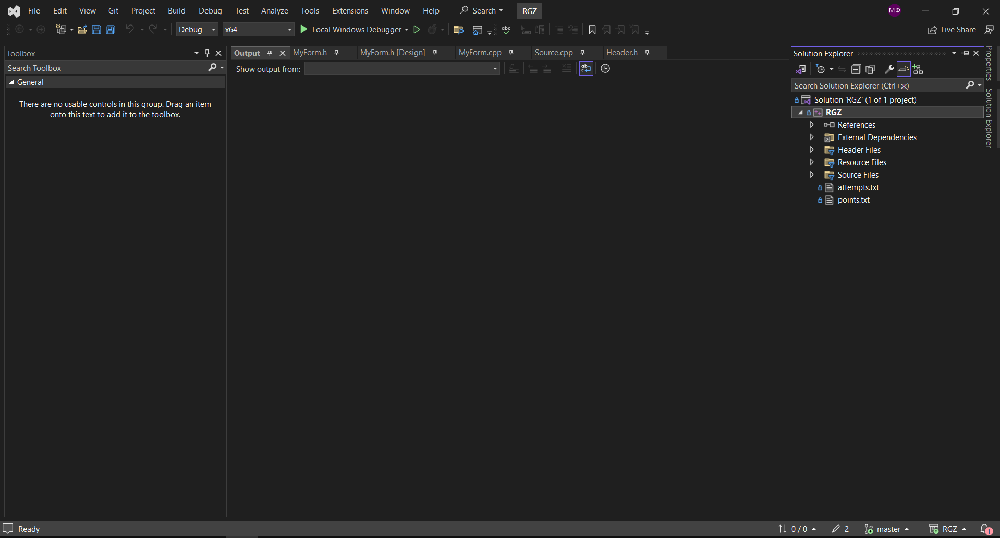 File Edit View Git Project Build Debug Test Analyze Tools Extensions Window Help Search RGZ МФ
Debug x64 Local Windows Debugger abc Live Share
Toolbox
Search Toolbox
General
There are no usable controls in this group. Drag an item
onto this text to add it to the toolbox.
Output MyForm.h MyForm.h [Design] MyForm.cpp Source.cpp Header.h
Show output from: ab c
Solution Explorer
Search Solution Explorer (Ctrl+ж)
Solution 'RGZ' (1 of 1 project)
RGZ
References
External Dependencies
Header Files
Resource Files
Source Files
attempts.txt
points.txt
Properties
Solution Explorer
Ready 0 / 0 2 master RGZ 1